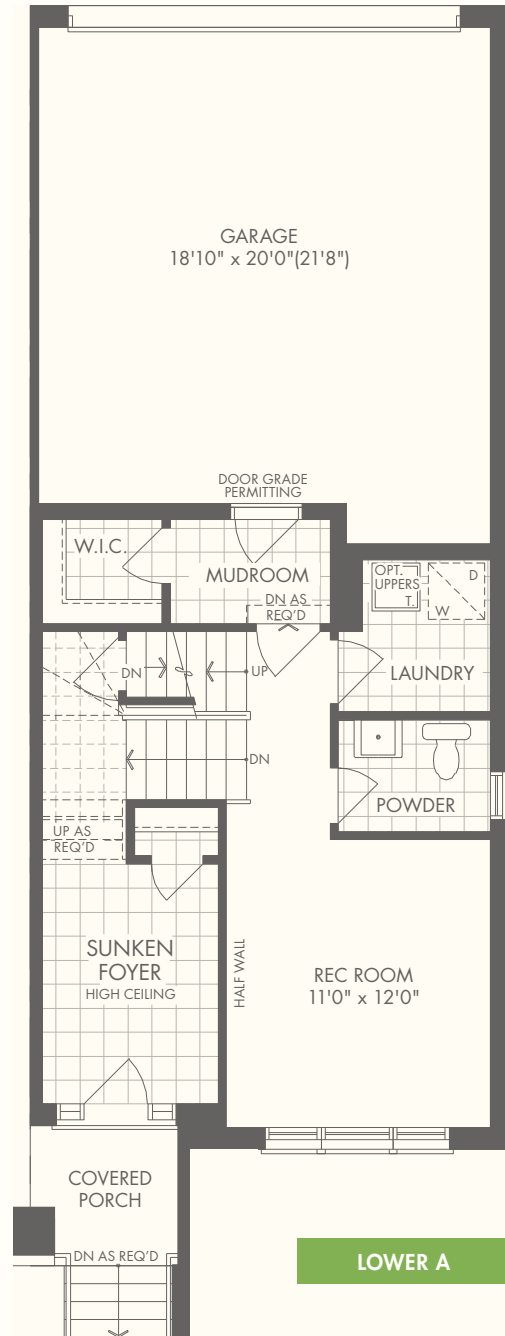 GARAGE
18'10" x 20'0"(21'8")
DOOR GRADE
PERMITTING
W.I.C.
MUDROOM
DN AS
REQ'D
OPT.
UPPERS
T.
D
W
LAUNDRY
DN
UP
DN
POWDER
UP AS
REQ'D
SUNKEN
FOYER
HIGH CEILING
HALF WALL
REC ROOM
11'0" x 12'0"
COVERED
PORCH
DN AS REQ'D
LOWER A